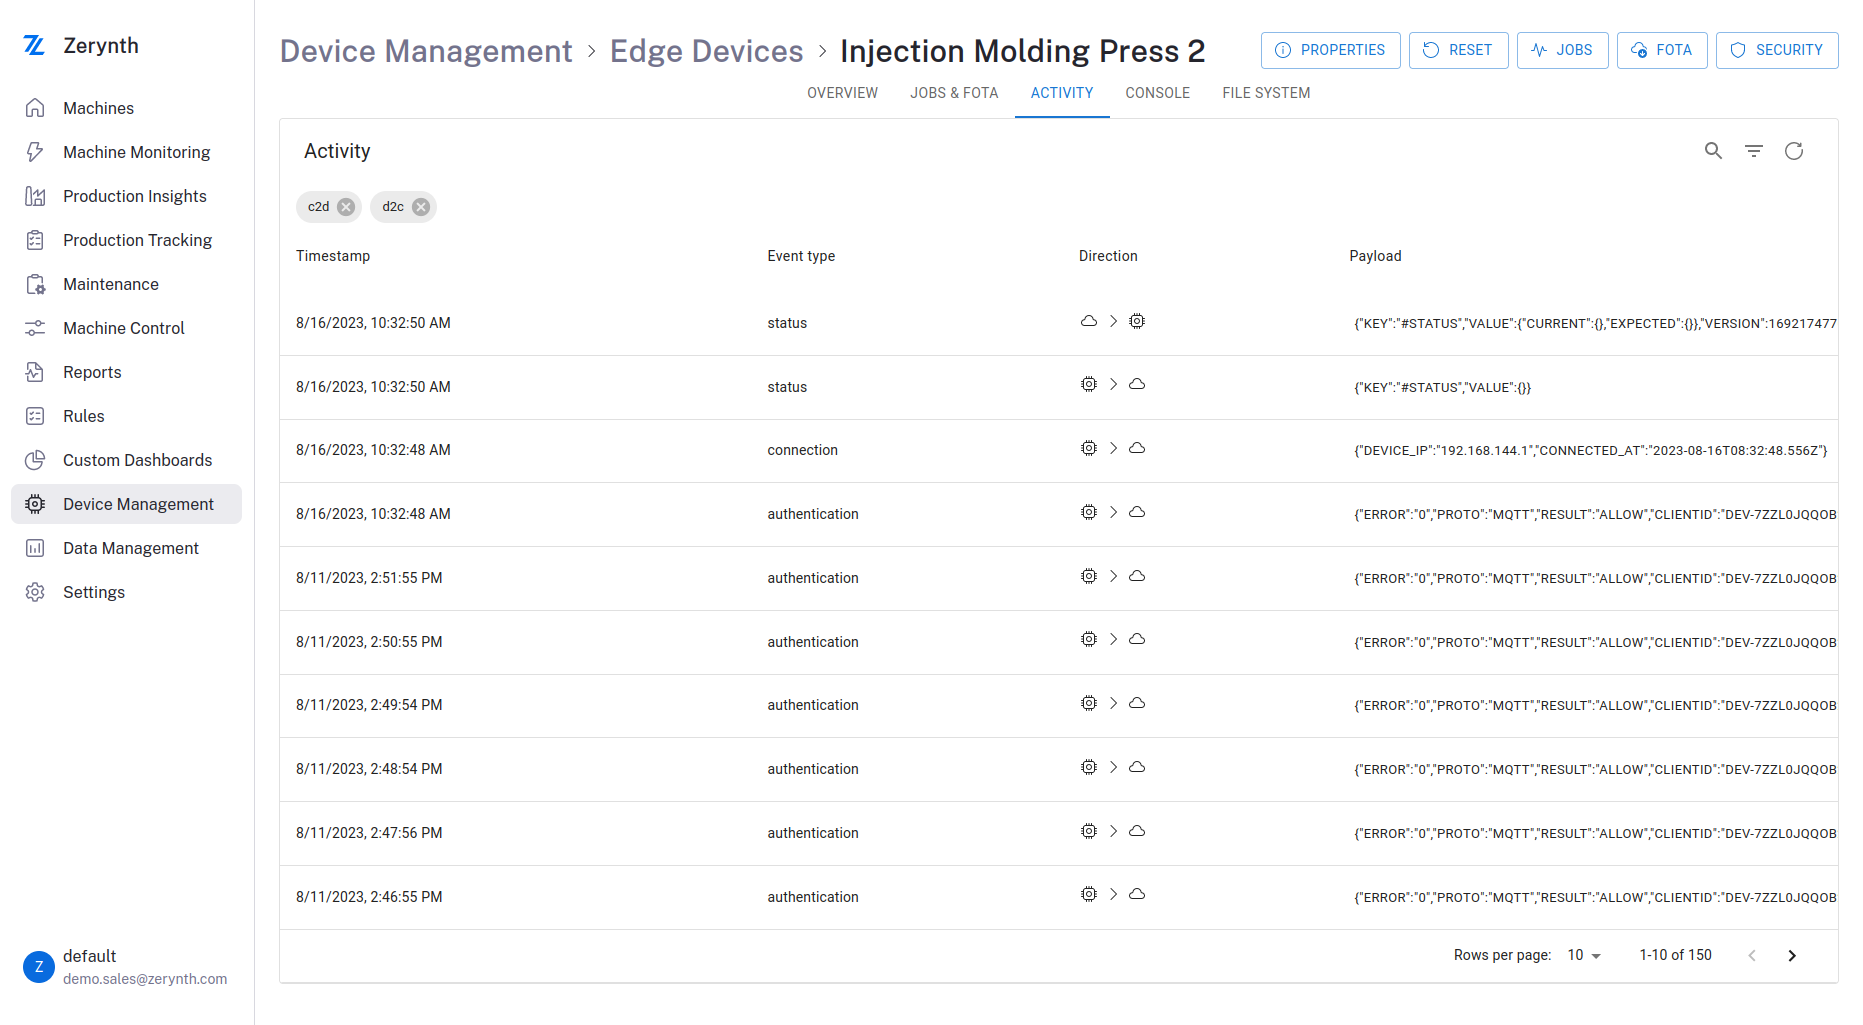 Zerynth
Machines
Machine Monitoring
Production Insights
Production Tracking
Maintenance
Machine Control
Reports
Rules
Custom Dashboards
Device Management
Data Management
Settings
Z
default
demo.sales@zerynth.com
Device Management > Edge Devices > Injection Molding Press 2
PROPERTIES RESET JOBS FOTA SECURITY
OVERVIEW JOBS & FOTA ACTIVITY CONSOLE FILE SYSTEM
Activity
c2d d2c
Timestamp Event type Direction Payload
8/16/2023, 10:32:50 AM status {"KEY":"#STATUS","VALUE":{"CURRENT":{},"EXPECTED":{}},"VERSION":169217477
8/16/2023, 10:32:50 AM status {"KEY":"#STATUS","VALUE":{}}
8/16/2023, 10:32:48 AM connection {"DEVICE_IP":"192.168.144.1","CONNECTED_AT":"2023-08-16T08:32:48.556Z"}
8/16/2023, 10:32:48 AM authentication {"ERROR":"0","PROTO":"MQTT","RESULT":"ALLOW","CLIENTID":"DEV-7ZZL0JQQOB
8/11/2023, 2:51:55 PM authentication {"ERROR":"0","PROTO":"MQTT","RESULT":"ALLOW","CLIENTID":"DEV-7ZZL0JQQOB
8/11/2023, 2:50:55 PM authentication {"ERROR":"0","PROTO":"MQTT","RESULT":"ALLOW","CLIENTID":"DEV-7ZZL0JQQOB
8/11/2023, 2:49:54 PM authentication {"ERROR":"0","PROTO":"MQTT","RESULT":"ALLOW","CLIENTID":"DEV-7ZZL0JQQOB
8/11/2023, 2:48:54 PM authentication {"ERROR":"0","PROTO":"MQTT","RESULT":"ALLOW","CLIENTID":"DEV-7ZZL0JQQOB
8/11/2023, 2:47:56 PM authentication {"ERROR":"0","PROTO":"MQTT","RESULT":"ALLOW","CLIENTID":"DEV-7ZZL0JQQOB
8/11/2023, 2:46:55 PM authentication {"ERROR":"0","PROTO":"MQTT","RESULT":"ALLOW","CLIENTID":"DEV-7ZZL0JQQOB
Rows per page: 10 1-10 of 150